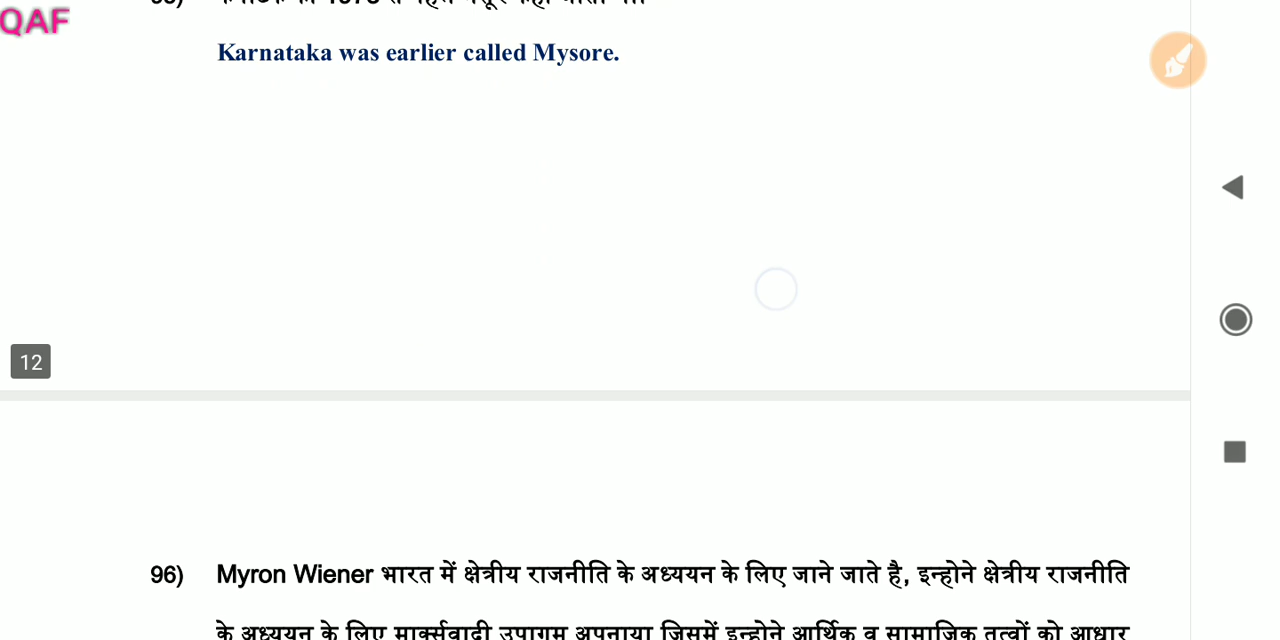 QAF
Karnataka was earlier called Mysore.
12
96) Myron Wiener भारत में क्षेत्रीय राजनीति के अध्ययन के लिए जाने जाते है, इन्होने क्षेत्रीय राजनीति
के अध्ययन के लिए मार्क्सवादी उपागम अपनाया जिसमें इन्होने आर्थिक व सामाजिक तत्वों को आधार